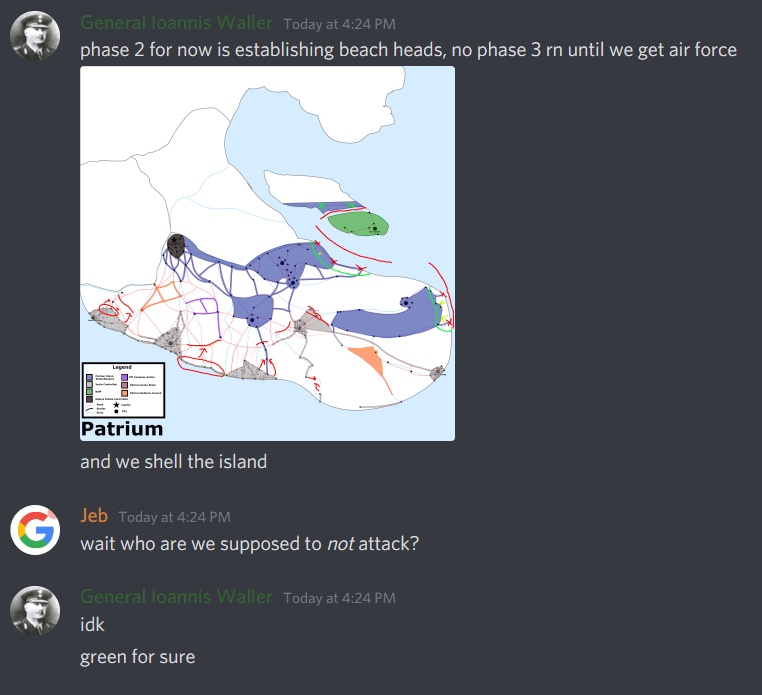 General Ioannis Waller Today at 4:24 PM
phase 2 for now is establishing beach heads, no phase 3 rn until we get air force
Legend
Patrium
and we shell the island
Jeb Today at 4:24 PM
wait who are we supposed to not attack?
General Ioannis Waller Today at 4:24 PM
idk
green for sure